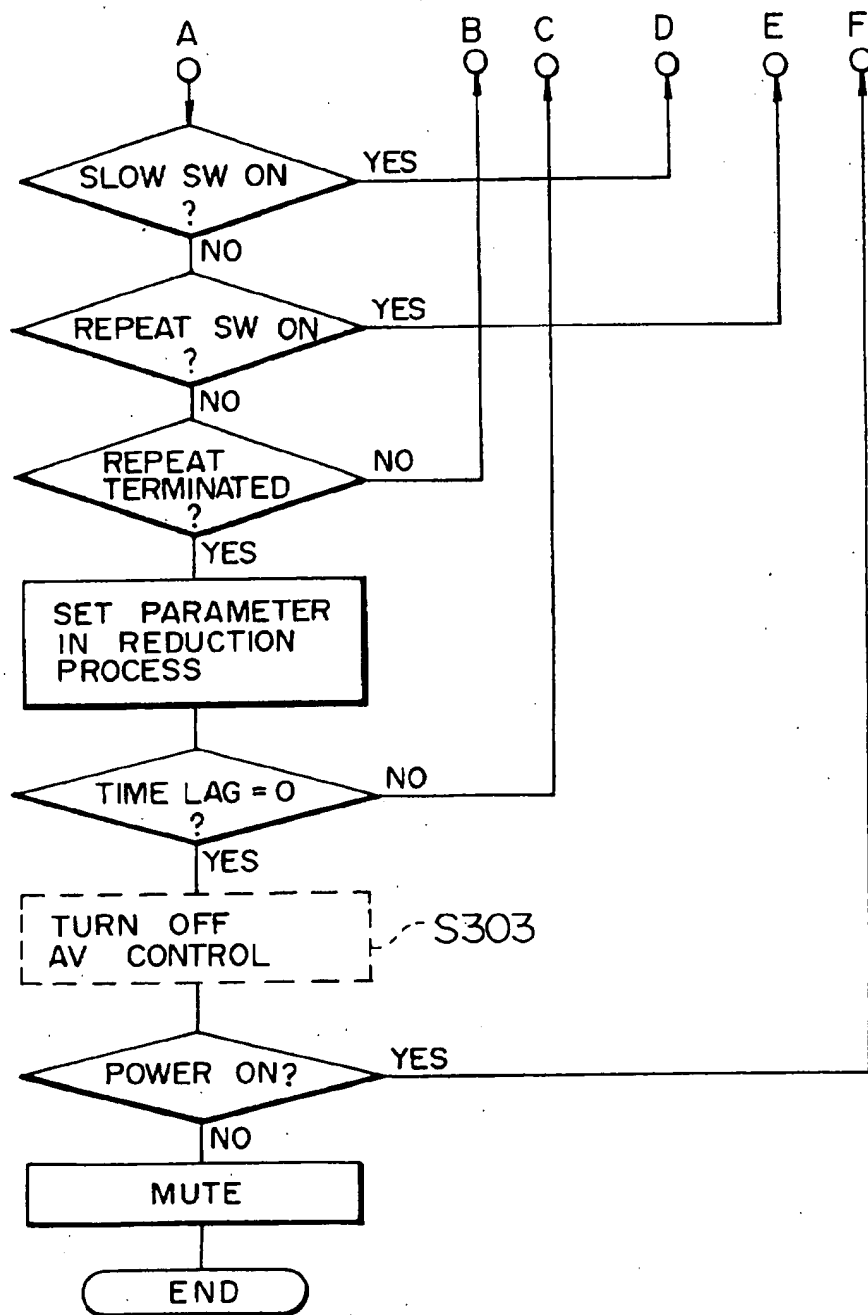 A B C D E F
SLOW SW ON
?
YES
NO
REPEAT SW ON
?
YES
NO
REPEAT
TERMINATED
?
NO
YES
SET PARAMETER
IN REDUCTION
PROCESS
TIME LAG = 0
?
NO
YES
TURN OFF
AV CONTROL
S303
POWER ON?
YES
NO
MUTE
END